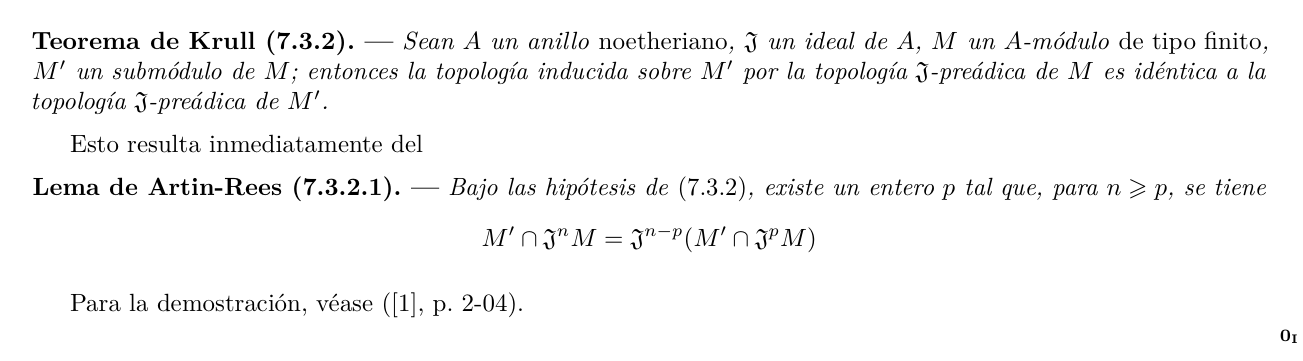 Teorema de Krull (7.3.2). — Sean A un anillo noetheriano, 𝔍 un ideal de A, M un A-módulo de tipo finito,
M′ un submódulo de M; entonces la topología inducida sobre M′ por la topología 𝔍-preádica de M es idéntica a la
topología 𝔍-preádica de M′.
Esto resulta inmediatamente del
Lema de Artin-Rees (7.3.2.1). — Bajo las hipótesis de (7.3.2), existe un entero p tal que, para n ⩾ p, se tiene
M′ ∩ 𝔍ⁿM = 𝔍ⁿ⁻ᵖ(M′ ∩ 𝔍ᵖM)
Para la demostración, véase ([1], p. 2-04).
0_I